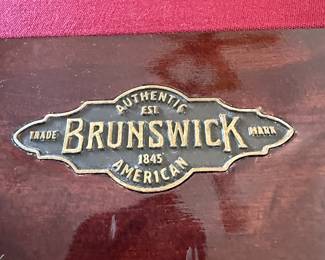 AUTHENTIC
EST.
TRADE BRUNSWICK MARK
1845
AMERICAN